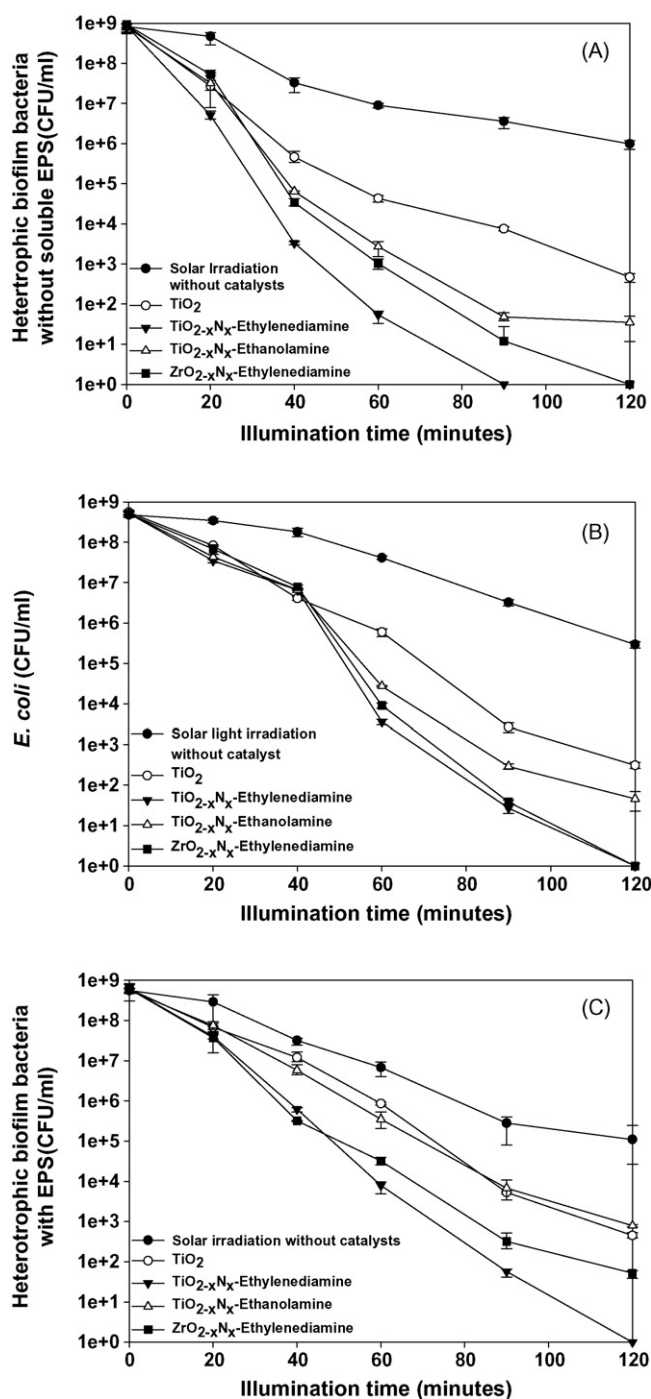 (A)
Hetertrophic biofilm bacteria
without soluble EPS(CFU/ml)
1e+9
1e+8
1e+7
1e+6
1e+5
1e+4
1e+3
1e+2
1e+1
1e+0
Solar Irradiation
without catalysts
TiO2
TiO2-xNx-Ethylenediamine
TiO2-xNx-Ethanolamine
ZrO2-xNx-Ethylenediamine
0 20 40 60 80 100 120
Illumination time (minutes)
(B)
E. coli (CFU/ml)
1e+9
1e+8
1e+7
1e+6
1e+5
1e+4
1e+3
1e+2
1e+1
1e+0
Solar light irradiation
without catalyst
TiO2
TiO2-xNx-Ethylenediamine
TiO2-xNx-Ethanolamine
ZrO2-xNx-Ethylenediamine
0 20 40 60 80 100 120
Illumination time (minutes)
(C)
Heterotrophic biofilm bacteria
with EPS(CFU/ml)
1e+9
1e+8
1e+7
1e+6
1e+5
1e+4
1e+3
1e+2
1e+1
1e+0
Solar irradiation without catalysts
TiO2
TiO2-xNx-Ethylenediamine
TiO2-xNx-Ethanolamine
ZrO2-xNx-Ethylenediamine
0 20 40 60 80 100 120
Illumination time (minutes)